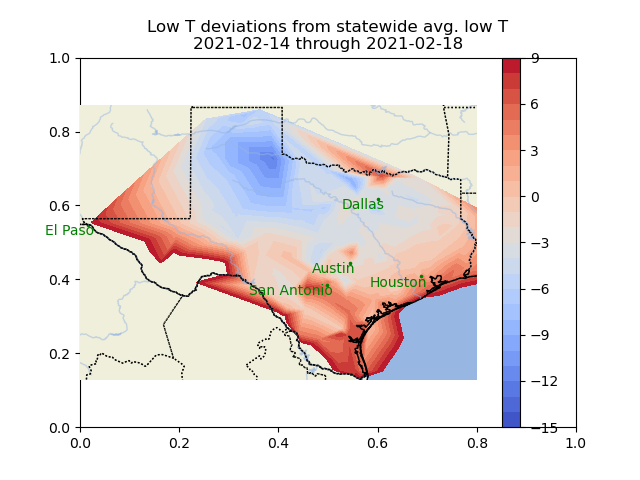 Low T deviations from statewide avg. low T
2021-02-14 through 2021-02-18
1.0
0.8
0.6
0.4
0.2
0.0
0.0 0.2 0.4 0.6 0.8 1.0
El Paso
Dallas
Austin
San Antonio
Houston
9
6
3
0
−3
−6
−9
−12
−15